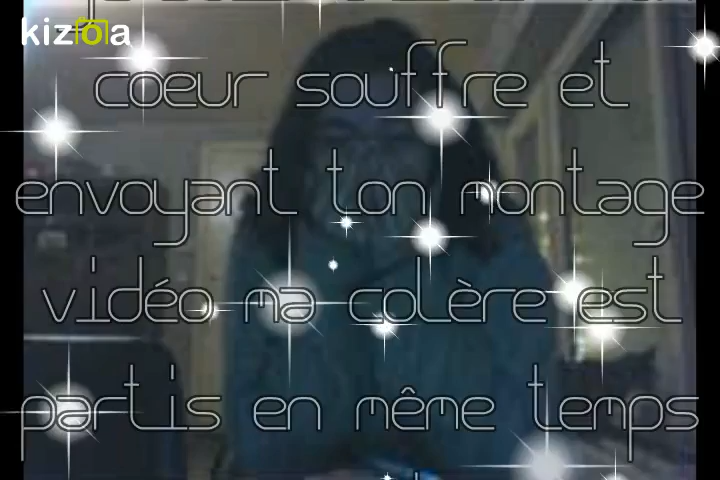 kizoa
coeur souffre et
envoyant ton montage
vidéo ma colère est
partis en même temps